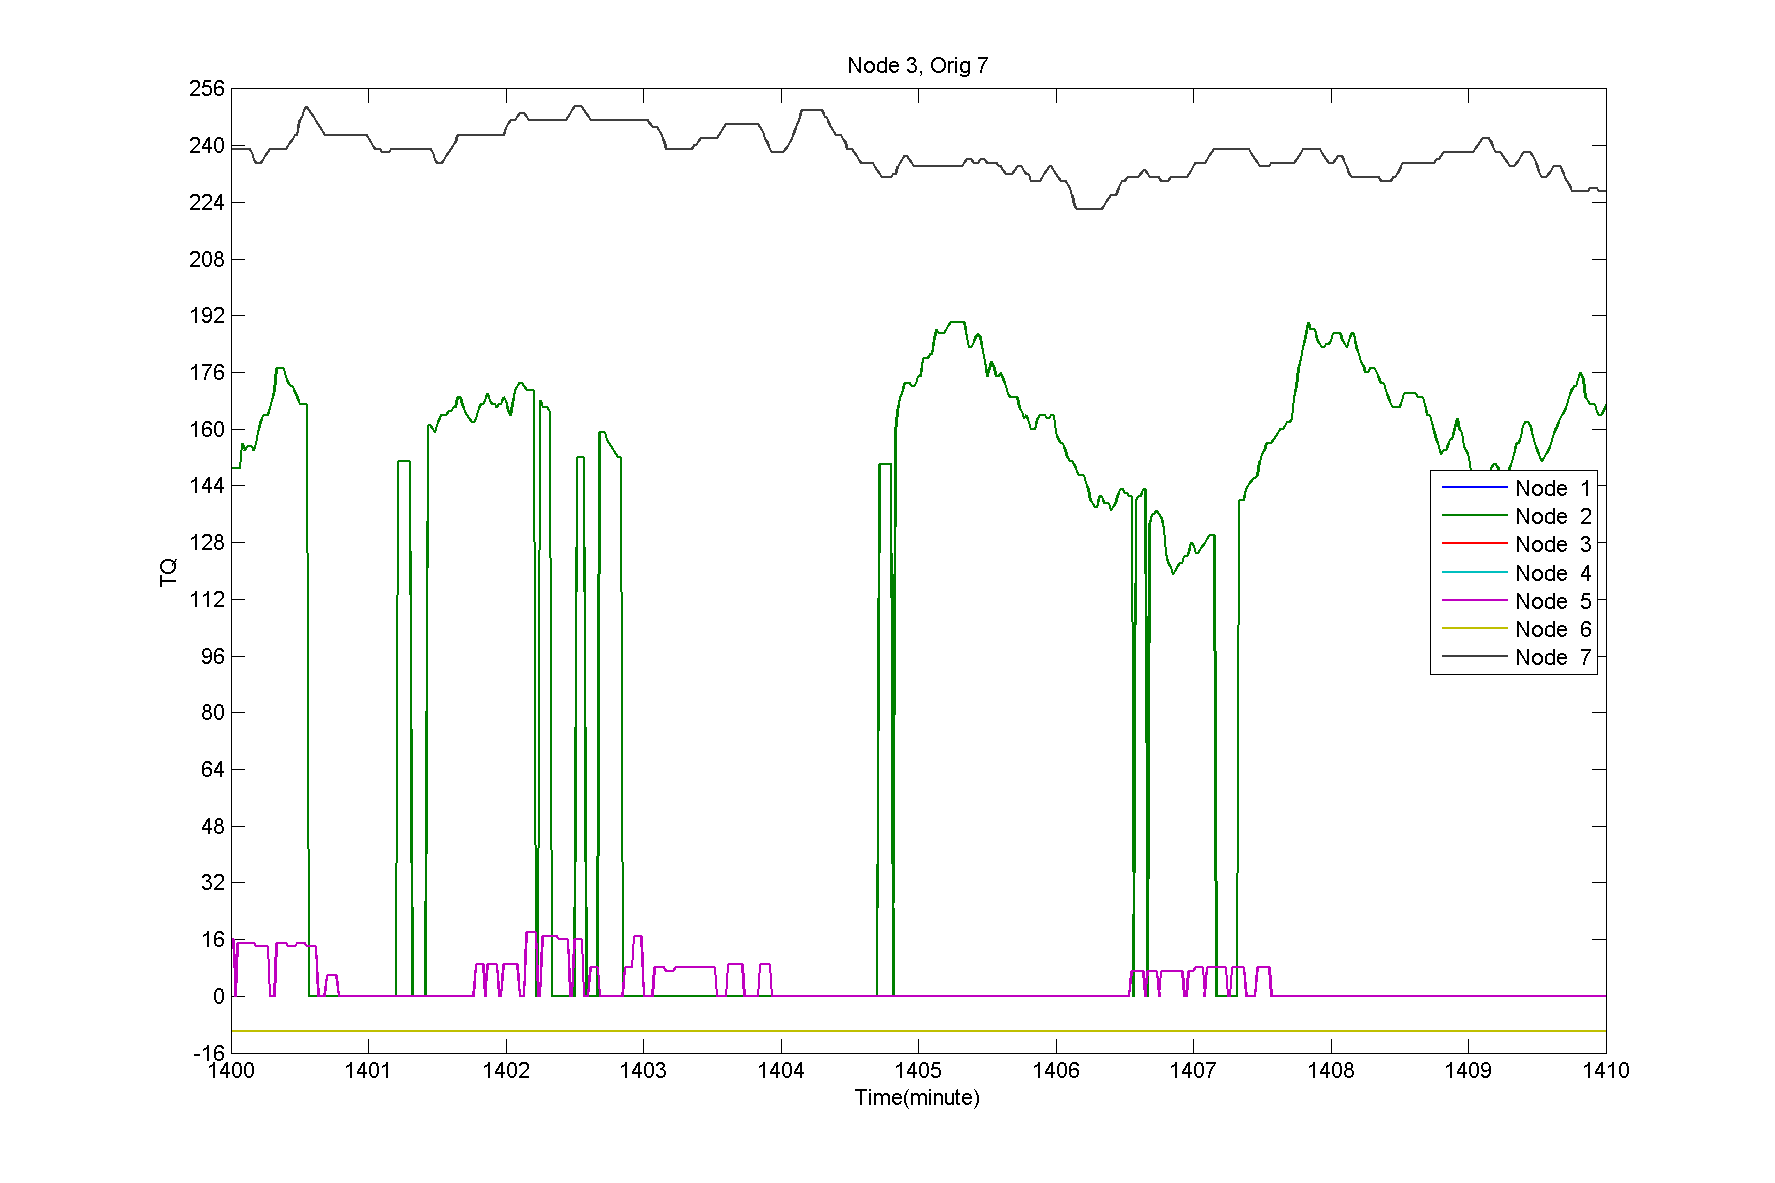 Node 3, Orig 7
256
240
224
208
192
176
160
144
128
112
96
80
64
48
32
16
0
-16
TQ
Node 1
Node 2
Node 3
Node 4
Node 5
Node 6
Node 7
1400 1401 1402 1403 1404 1405 1406 1407 1408 1409 1410
Time(minute)